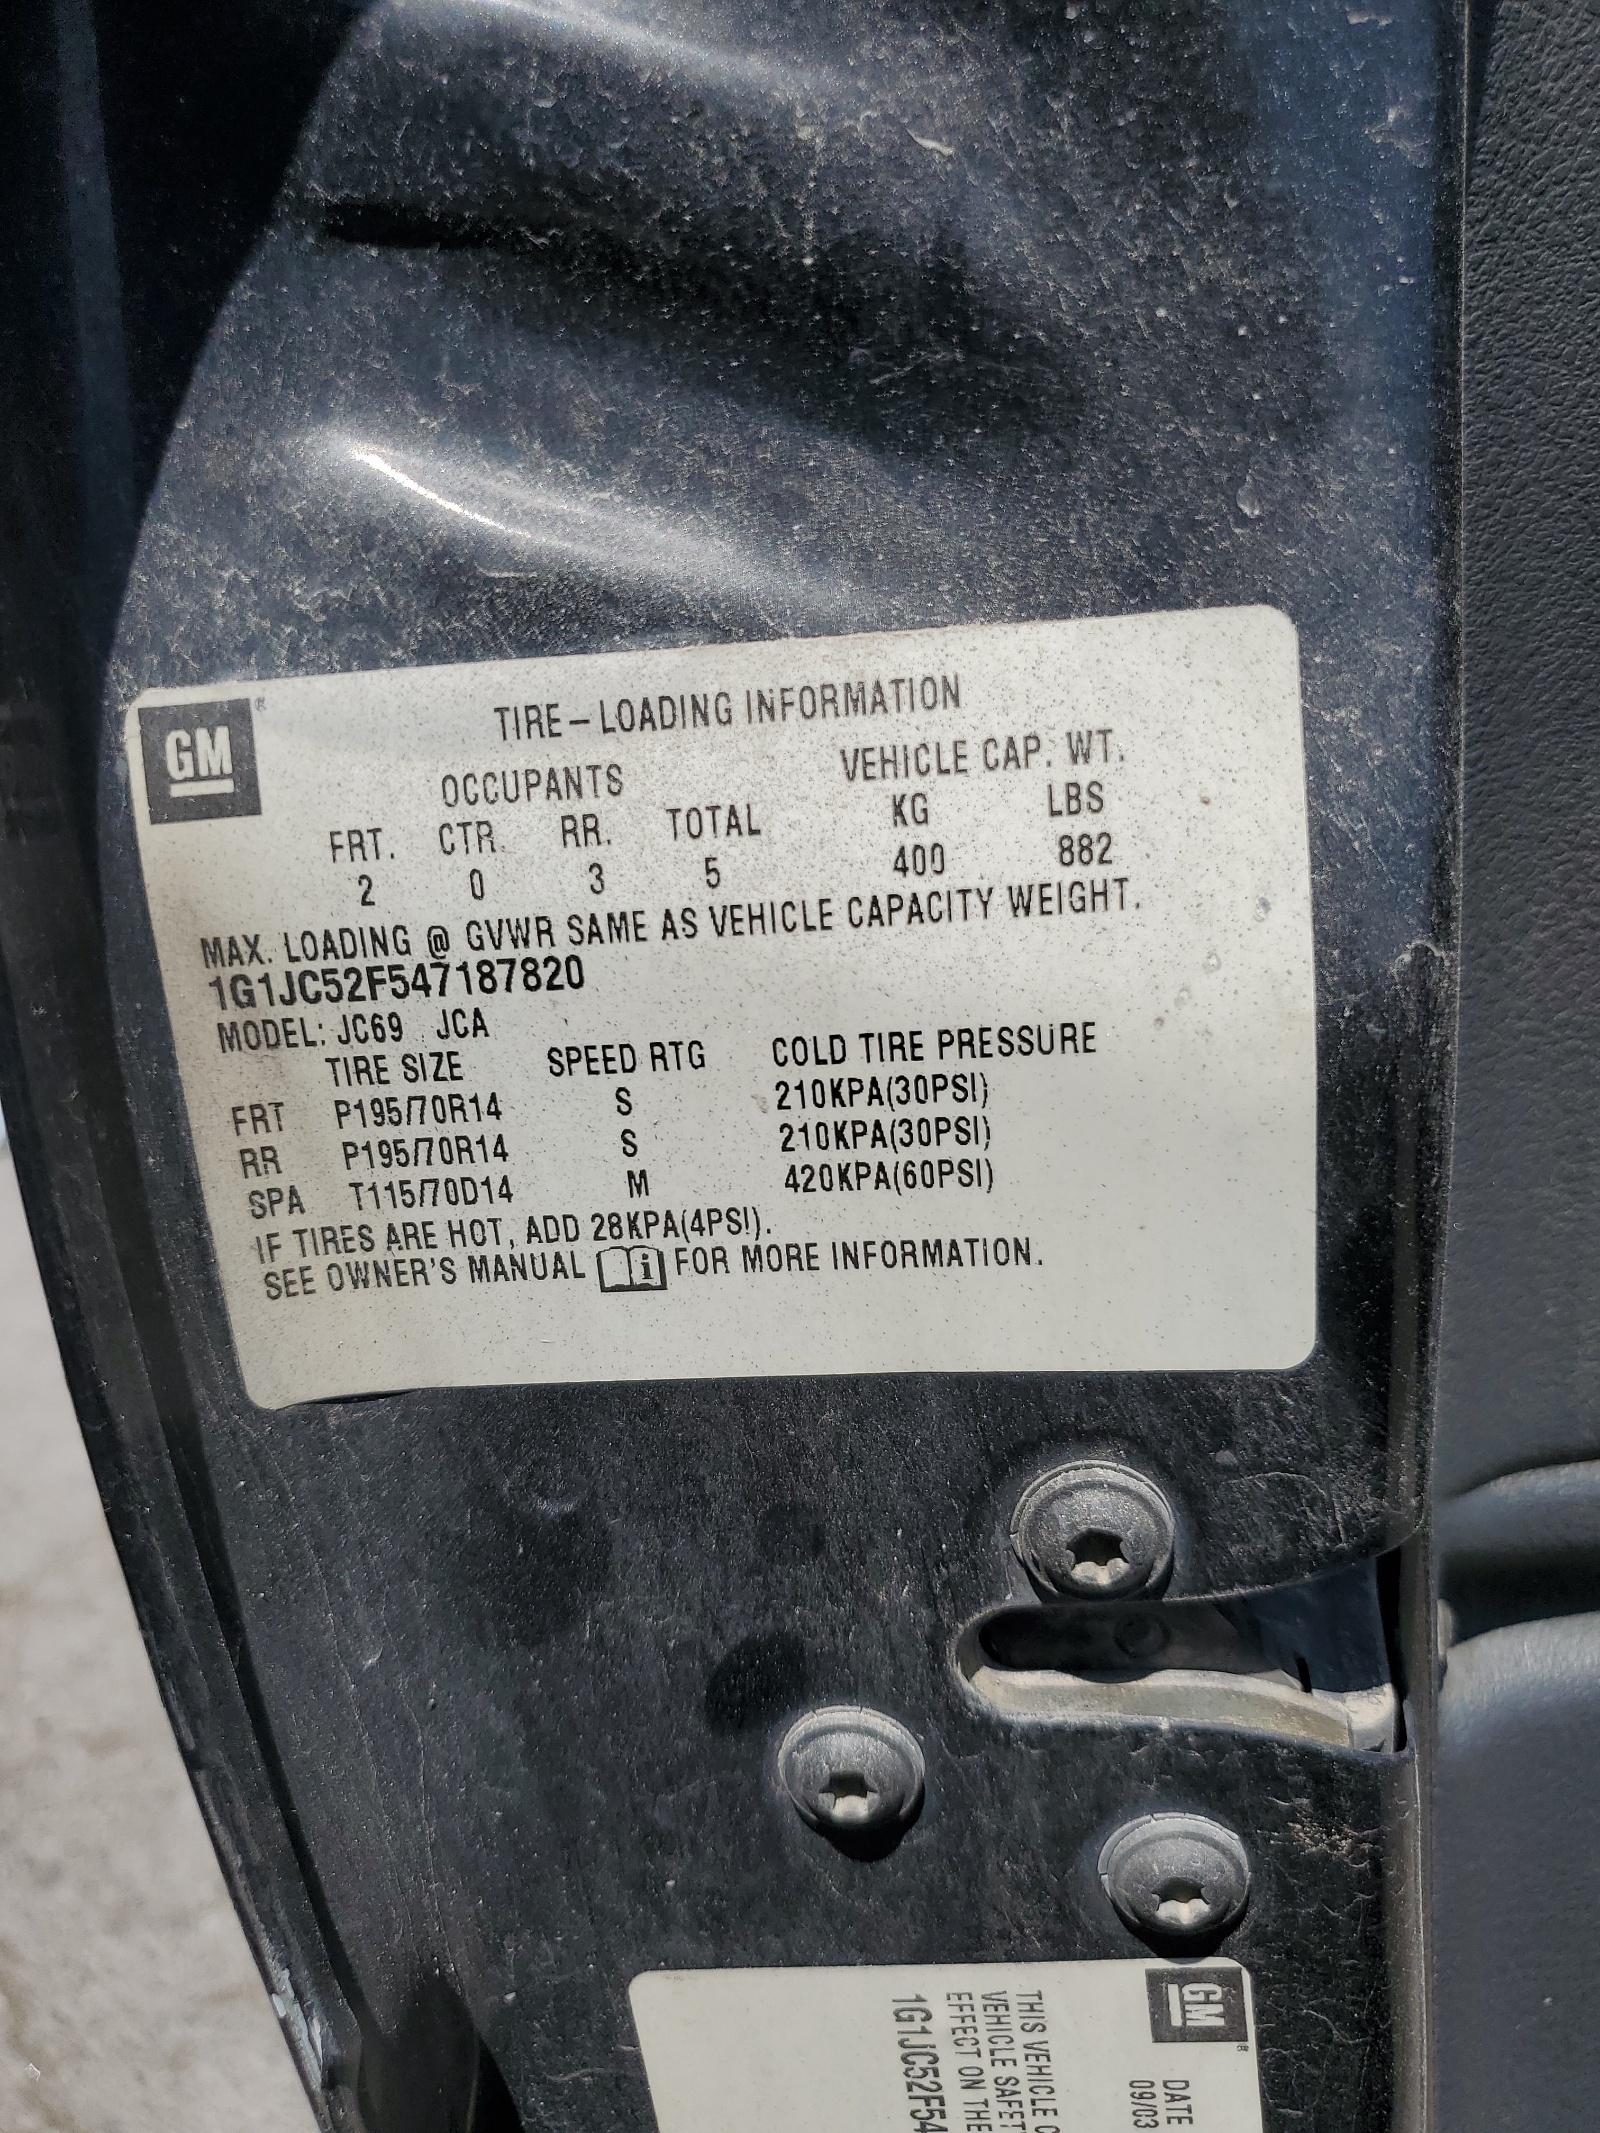 GM
TIRE-LOADING INFORMATION
OCCUPANTS VEHICLE CAP. WT.
FRT. CTR. RR. TOTAL KG LBS
2 0 3 5 400 882
MAX. LOADING @ GVWR SAME AS VEHICLE CAPACITY WEIGHT.
1G1JC52F547187820
MODEL: JC69 JCA
TIRE SIZE SPEED RTG COLD TIRE PRESSURE
FRT P195/70R14 S 210KPA(30PSI)
RR P195/70R14 S 210KPA(30PSI)
SPA T115/70D14 M 420KPA(60PSI)
IF TIRES ARE HOT, ADD 28KPA(4PSI).
SEE OWNER'S MANUAL FOR MORE INFORMATION.
GM
DATE
09/03
THIS VEHICLE C
VEHICLE SAFET
EFFECT ON THE
1G1JC52F54